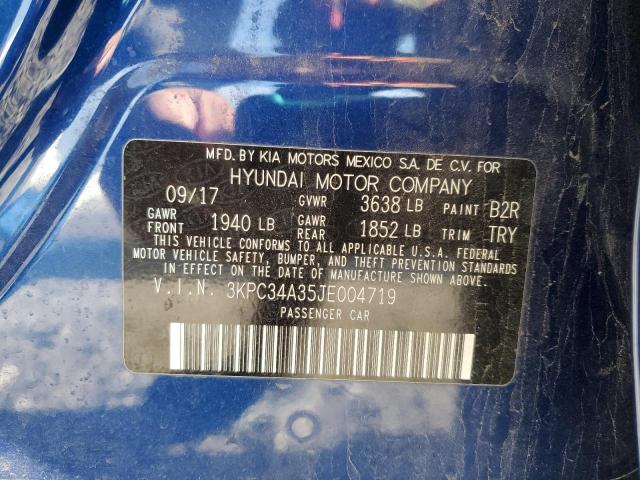 MFD. BY KIA MOTORS MEXICO S.A. DE C.V. FOR
HYUNDAI MOTOR COMPANY
09/17 GVWR 3638 LB PAINT B2R
GAWR FRONT 1940 LB GAWR REAR 1852 LB TRIM TRY
THIS VEHICLE CONFORMS TO ALL APPLICABLE U.S.A. FEDERAL
MOTOR VEHICLE SAFETY, BUMPER, AND THEFT PREVENTION STANDARDS
IN EFFECT ON THE DATE OF MANUFACTURE SHOWN ABOVE.
V.I.N. 3KPC34A35JE004719
PASSENGER CAR